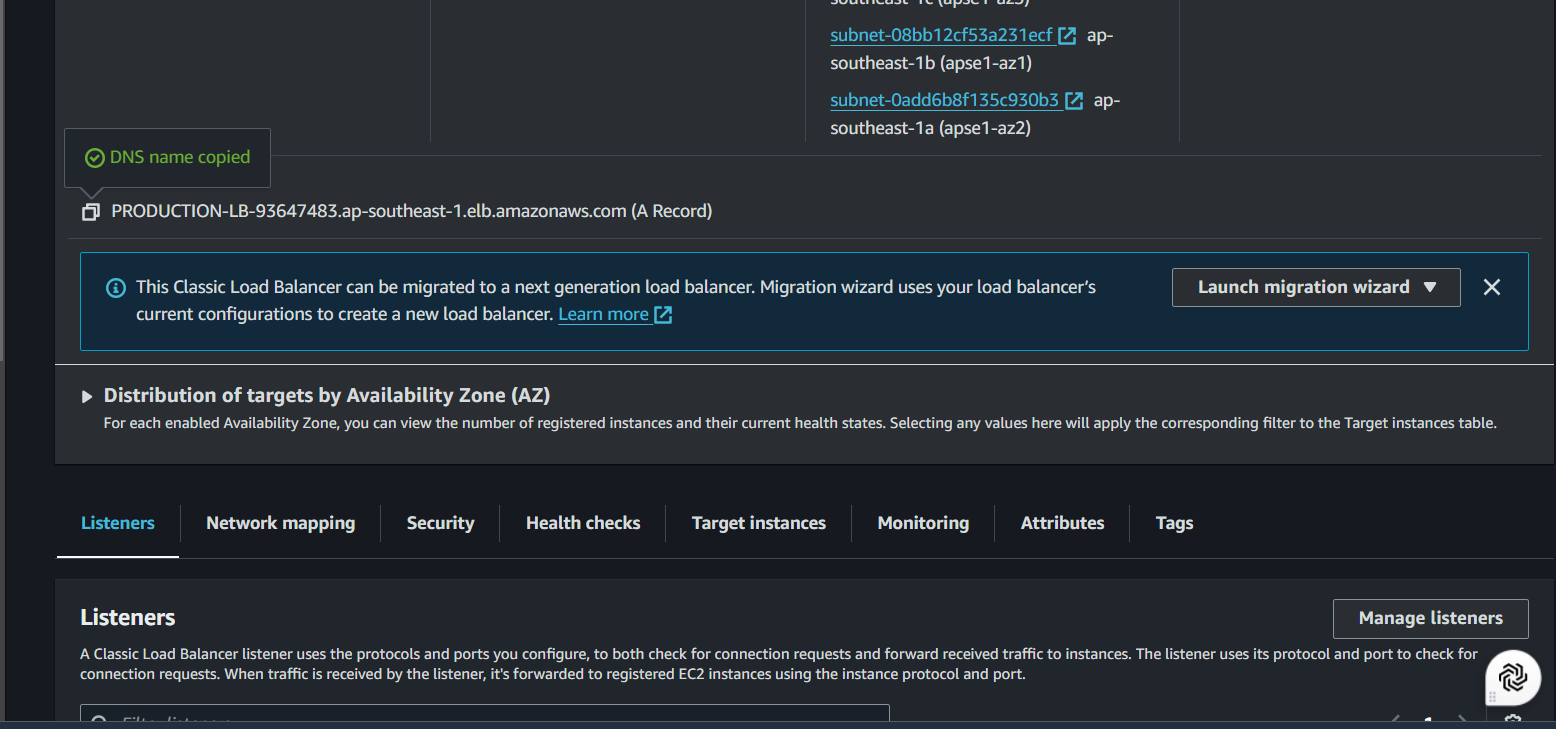 southeast-1c (apse1-az3)
subnet-08bb12cf53a231ecf ap-
southeast-1b (apse1-az1)
subnet-0add6b8f135c930b3 ap-
southeast-1a (apse1-az2)
DNS name copied
PRODUCTION-LB-93647483.ap-southeast-1.elb.amazonaws.com (A Record)
This Classic Load Balancer can be migrated to a next generation load balancer. Migration wizard uses your load balancer's
current configurations to create a new load balancer. Learn more
Launch migration wizard
Distribution of targets by Availability Zone (AZ)
For each enabled Availability Zone, you can view the number of registered instances and their current health states. Selecting any values here will apply the corresponding filter to the Target instances table.
Listeners Network mapping Security Health checks Target instances Monitoring Attributes Tags
Listeners
Manage listeners
A Classic Load Balancer listener uses the protocols and ports you configure, to both check for connection requests and forward received traffic to instances. The listener uses its protocol and port to check for
connection requests. When traffic is received by the listener, it's forwarded to registered EC2 instances using the instance protocol and port.
Filter listeners
1